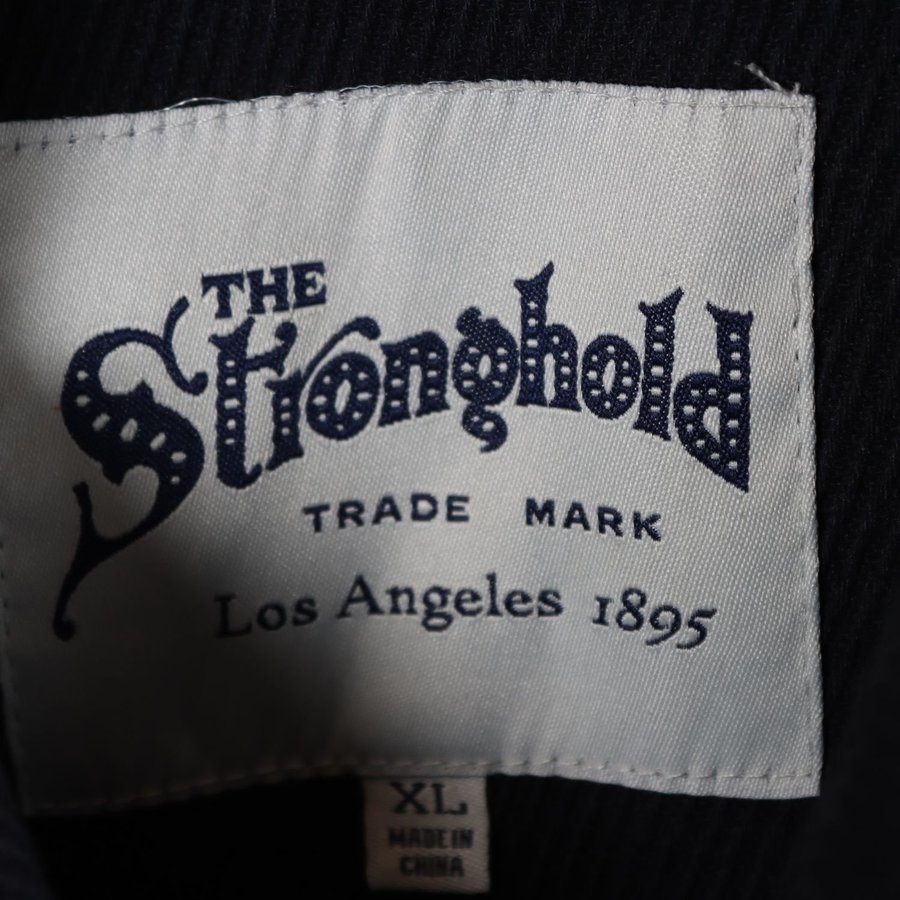 THE
Stronghold
TRADE MARK
Los Angeles 1895
XL
MADE IN
CHINA